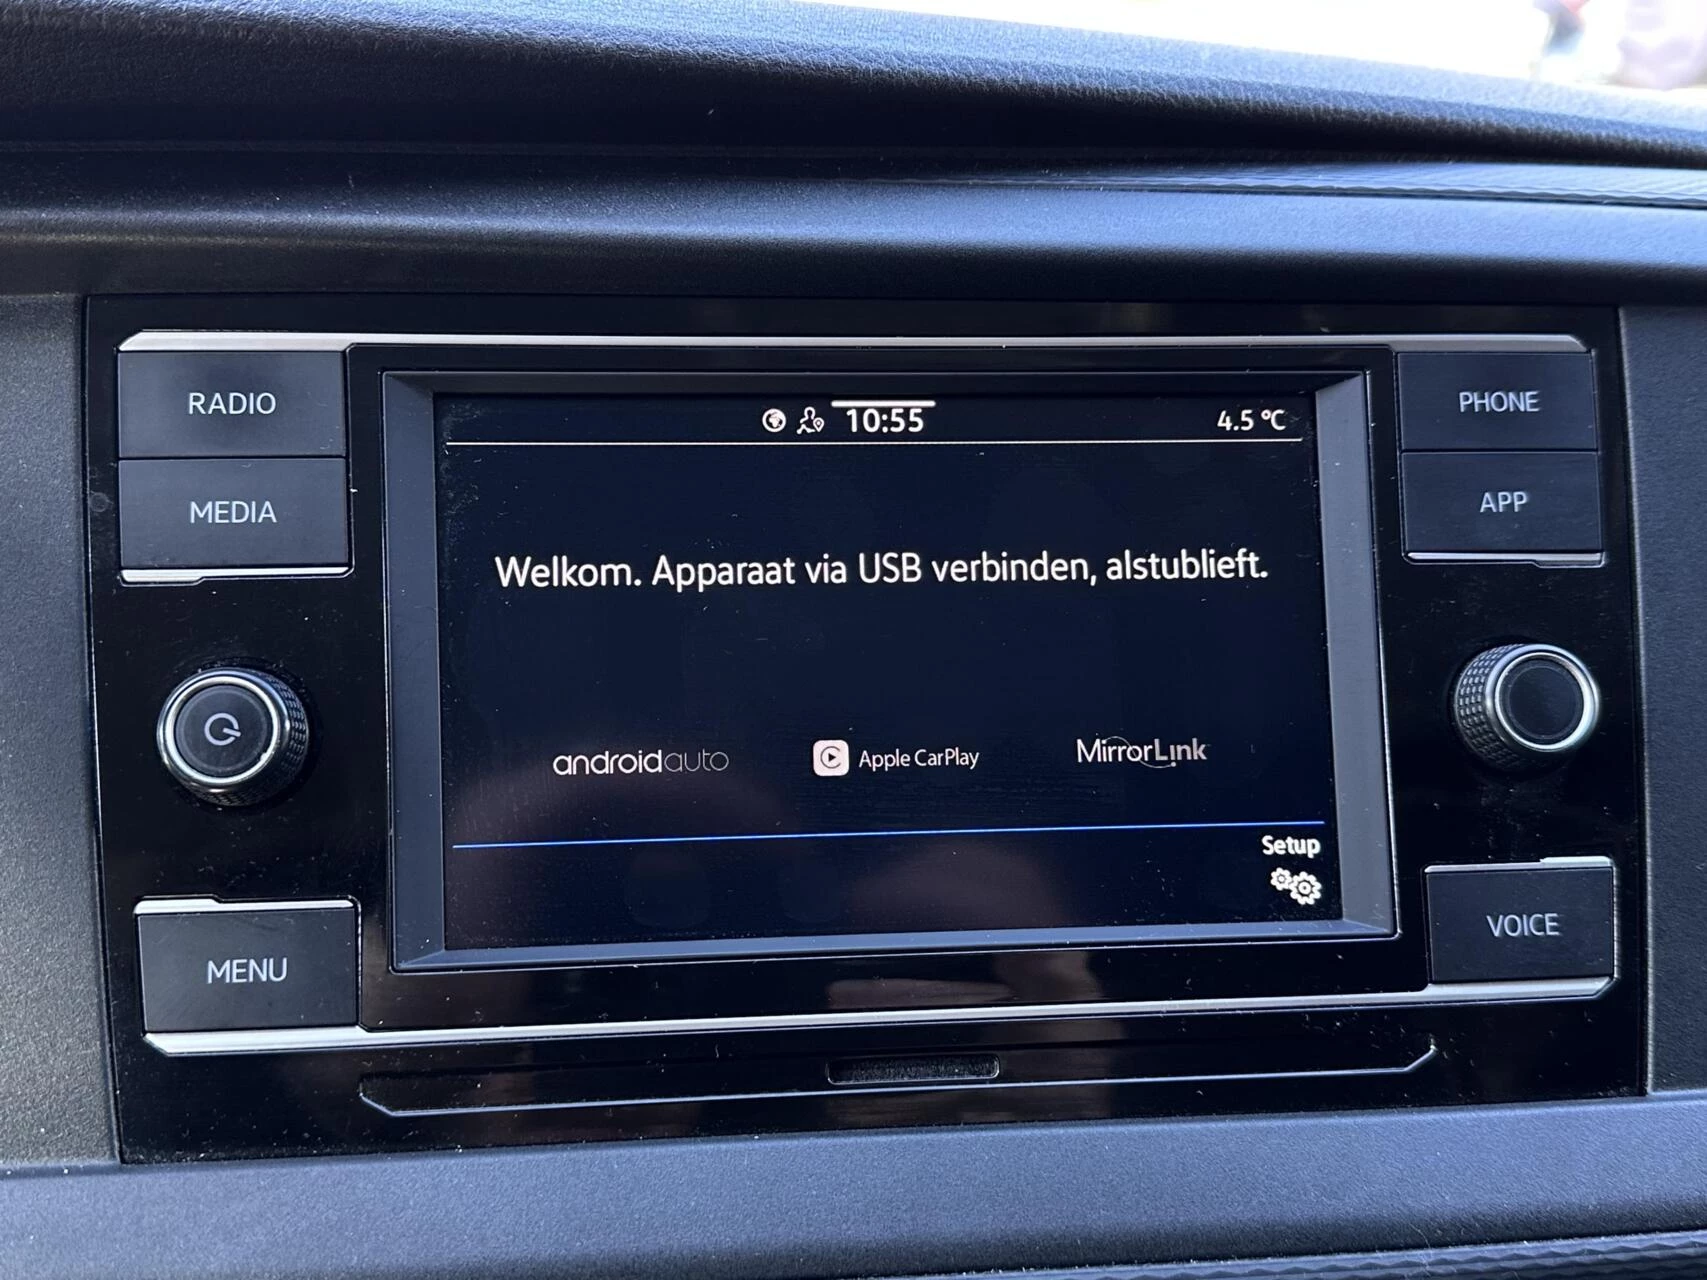 RADIO
MEDIA
MENU
10:55
4.5 °C
Welkom. Apparaat via USB verbinden, alstublieft.
androidauto
Apple CarPlay
MirrorLink
Setup
PHONE
APP
VOICE